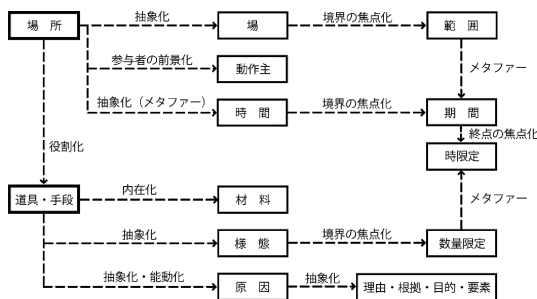 場　所
抽象化
場
境界の焦点化
範　囲
参与者の前景化
動作主
メタファー
抽象化（メタファー）
時　間
境界の焦点化
期　間
終点の焦点化
役割化
時限定
道具・手段
内在化
材　料
メタファー
抽象化
様　態
境界の焦点化
数量限定
抽象化・能動化
原　因
抽象化
理由・根拠・目的・要素